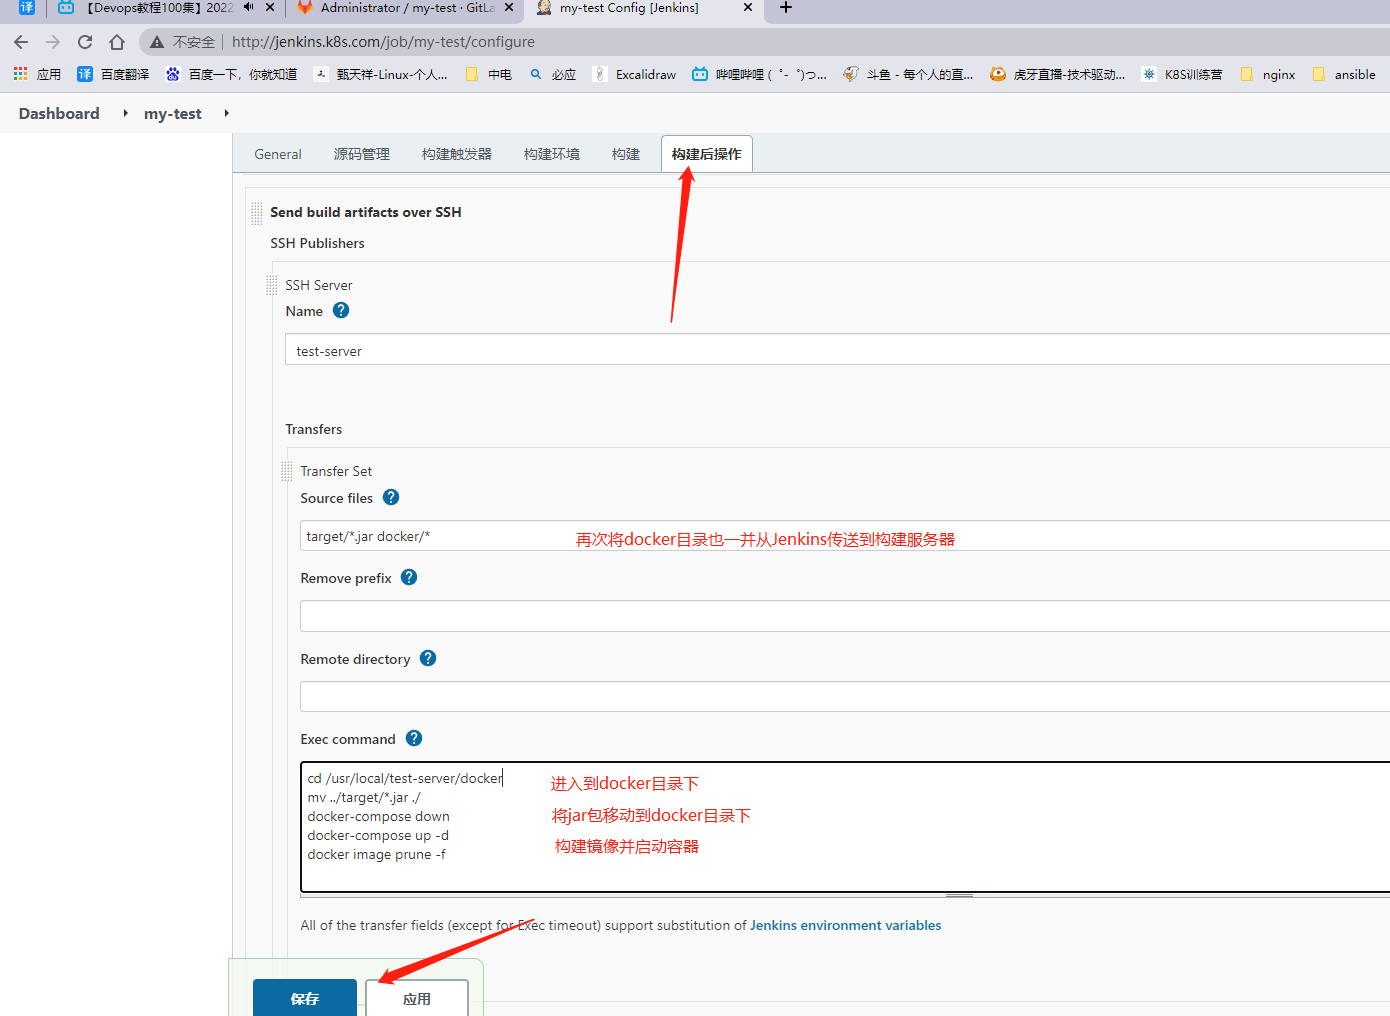 译 【Devops教程100集】2022 Administrator / my-test · GitLa my-test Config [Jenkins]
不安全 http://jenkins.k8s.com/job/my-test/configure
应用 译 百度翻译 百度一下，你就知道 甄天祥-Linux-个人... 中电 必应 Excalidraw 哔哩哔哩 ( ゜- ゜)つ... 斗鱼 - 每个人的直... 虎牙直播-技术驱动... K8S训练营 nginx ansible
Dashboard my-test
General 源码管理 构建触发器 构建环境 构建 构建后操作
Send build artifacts over SSH
SSH Publishers
SSH Server
Name ?
test-server
Transfers
Transfer Set
Source files ?
target/*.jar docker/* 再次将docker目录也一并从Jenkins传送到构建服务器
Remove prefix ?
Remote directory ?
Exec command ?
cd /usr/local/test-server/docker 进入到docker目录下
mv ../target/*.jar ./
docker-compose down 将jar包移动到docker目录下
docker-compose up -d
docker image prune -f 构建镜像并启动容器
All of the transfer fields (except for Exec timeout) support substitution of Jenkins environment variables
保存 应用